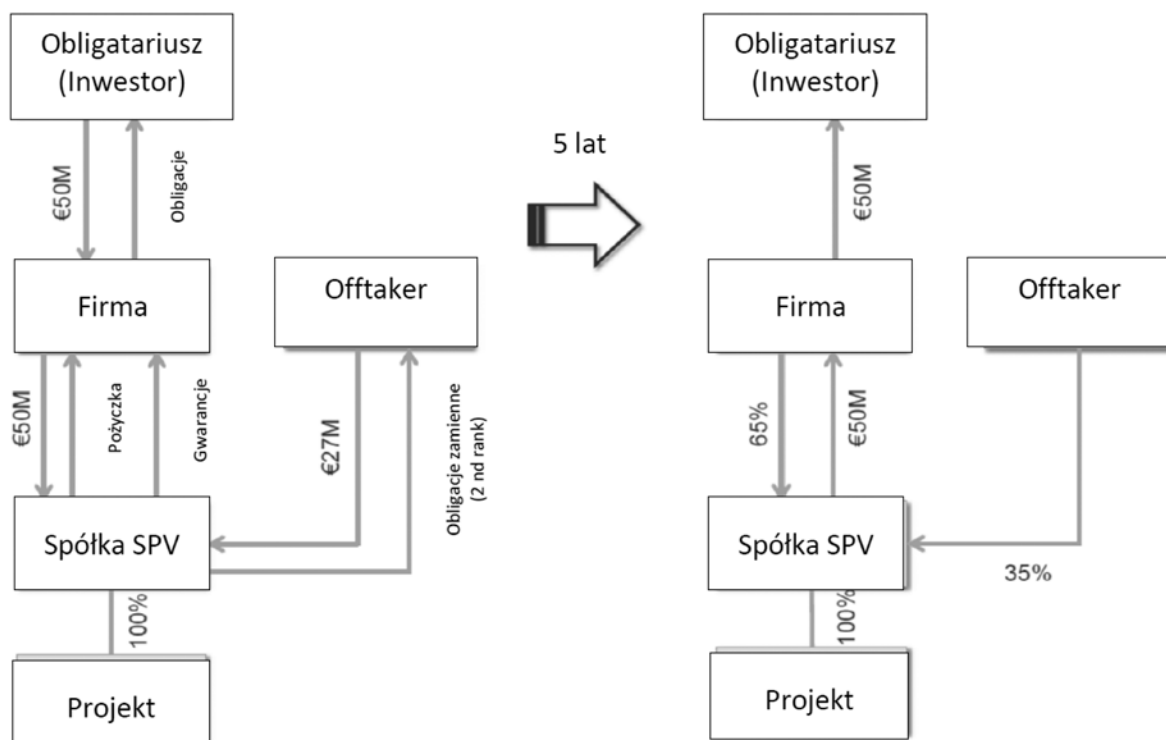 Obligatariusz
(Inwestor)
€50M
Obligacje
Firma
Offtaker
€50M
Pożyczka
Gwarancje
€27M
Obligacje zamienne
(2 nd rank)
Spółka SPV
100%
Projekt
5 lat
Obligatariusz
(Inwestor)
€50M
Firma
Offtaker
65%
€50M
Spółka SPV
35%
100%
Projekt